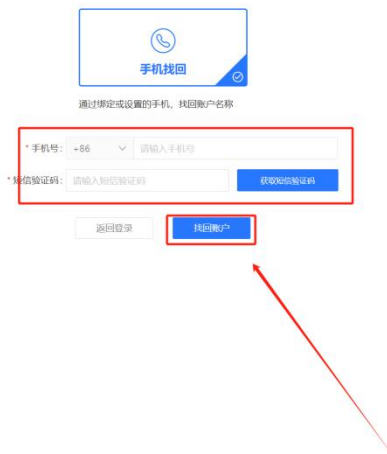 手机找回
通过绑定或设置的手机，找回账户名称
* 手机号： +86 请输入手机号
* 短信验证码： 请输入短信验证码 获取短信验证码
返回登录 找回账户